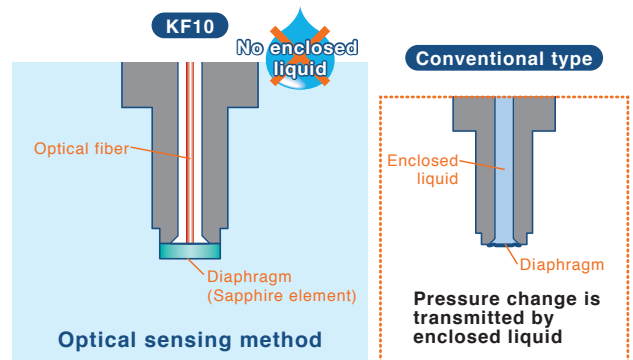 KF10
No enclosed
liquid
Optical fiber
Diaphragm
(Sapphire element)
Optical sensing method
Conventional type
Enclosed
liquid
Diaphragm
Pressure change is
transmitted by
enclosed liquid